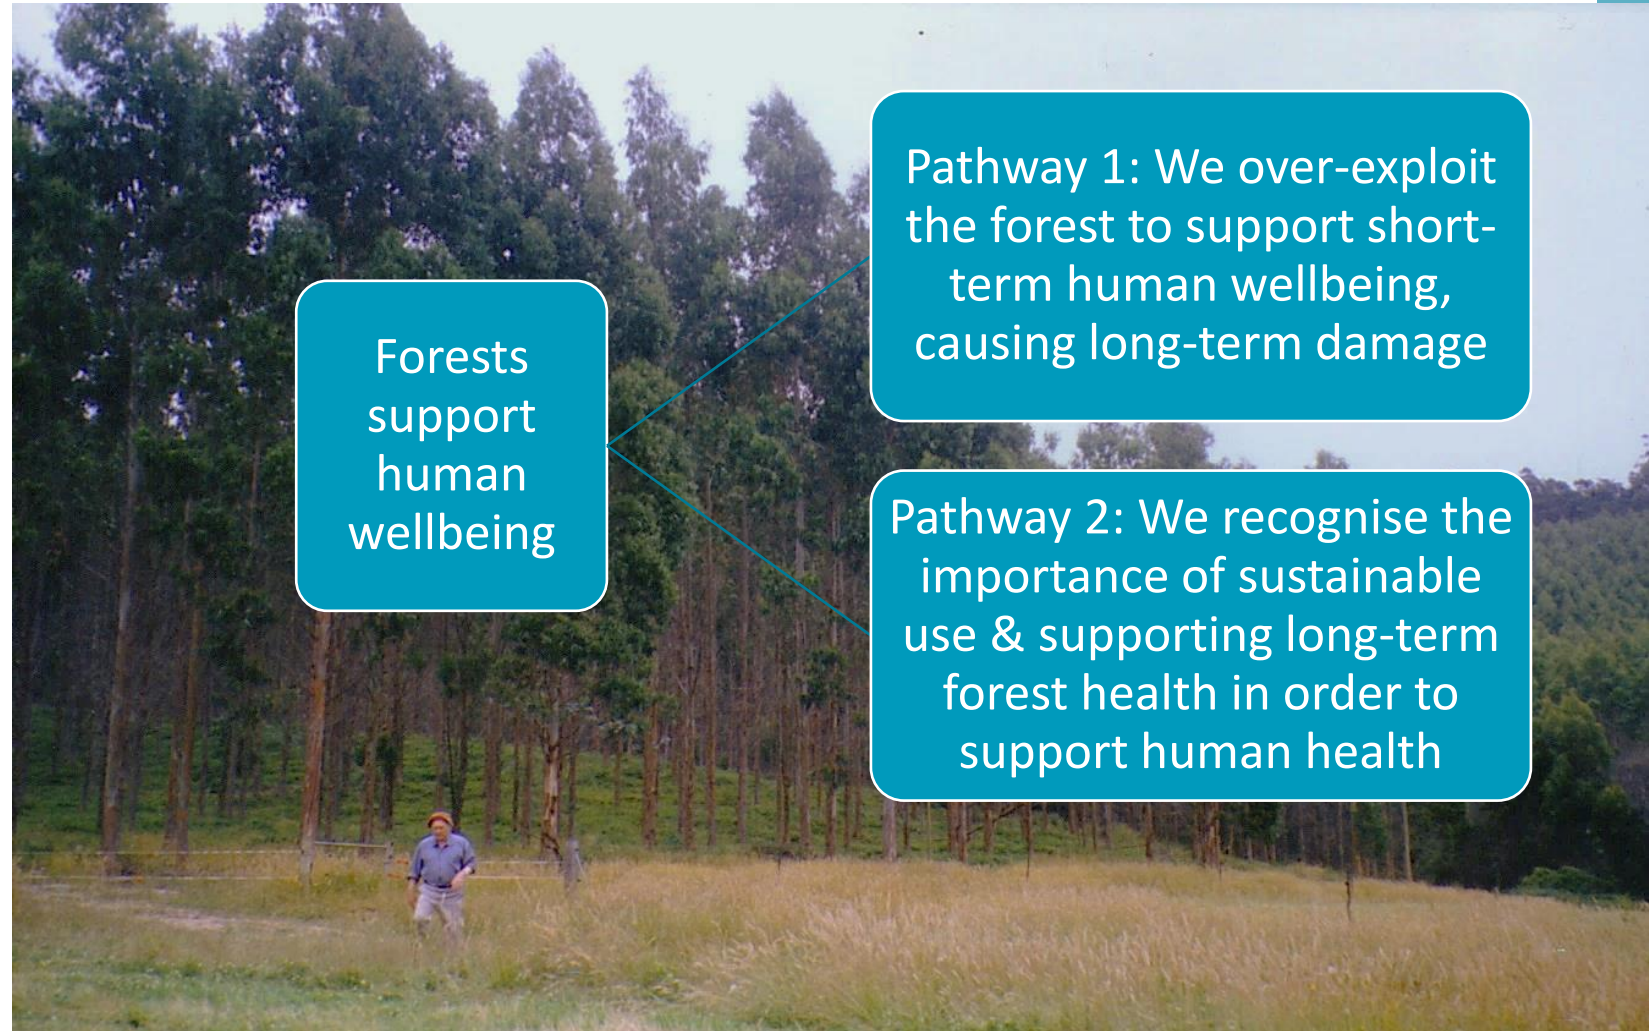 Forests
support
human
wellbeing
Pathway 1: We over-exploit
the forest to support short-
term human wellbeing,
causing long-term damage
Pathway 2: We recognise the
importance of sustainable
use & supporting long-term
forest health in order to
support human health